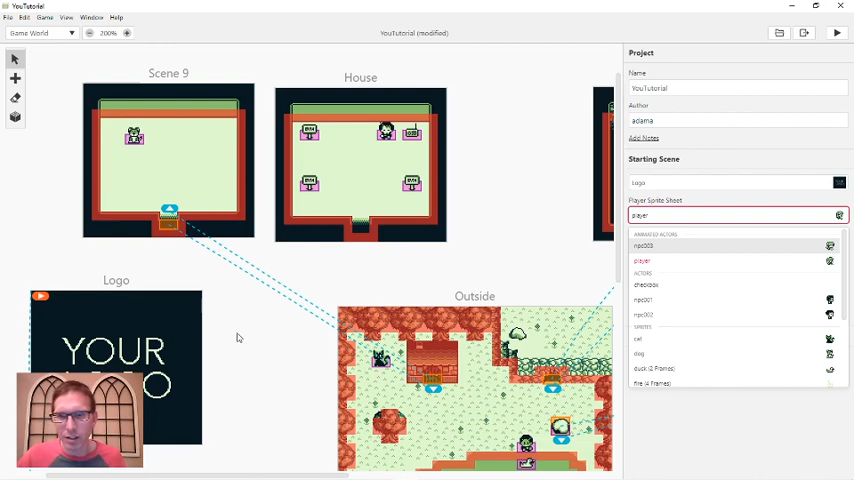 YouTutorial
File Edit Game View Window Help
Game World 200% YouTutorial (modified)
Scene 9
House
Logo
YOUR
Outside
Project
Name
YouTutorial
Author
adama
Add Notes
Starting Scene
Logo
Player Sprite Sheet
player
ANIMATED ACTORS
npc003
player
ACTORS
checkbox
npc001
npc002
SPRITES
cat
dog
duck (2 Frames)
fire (4 Frames)